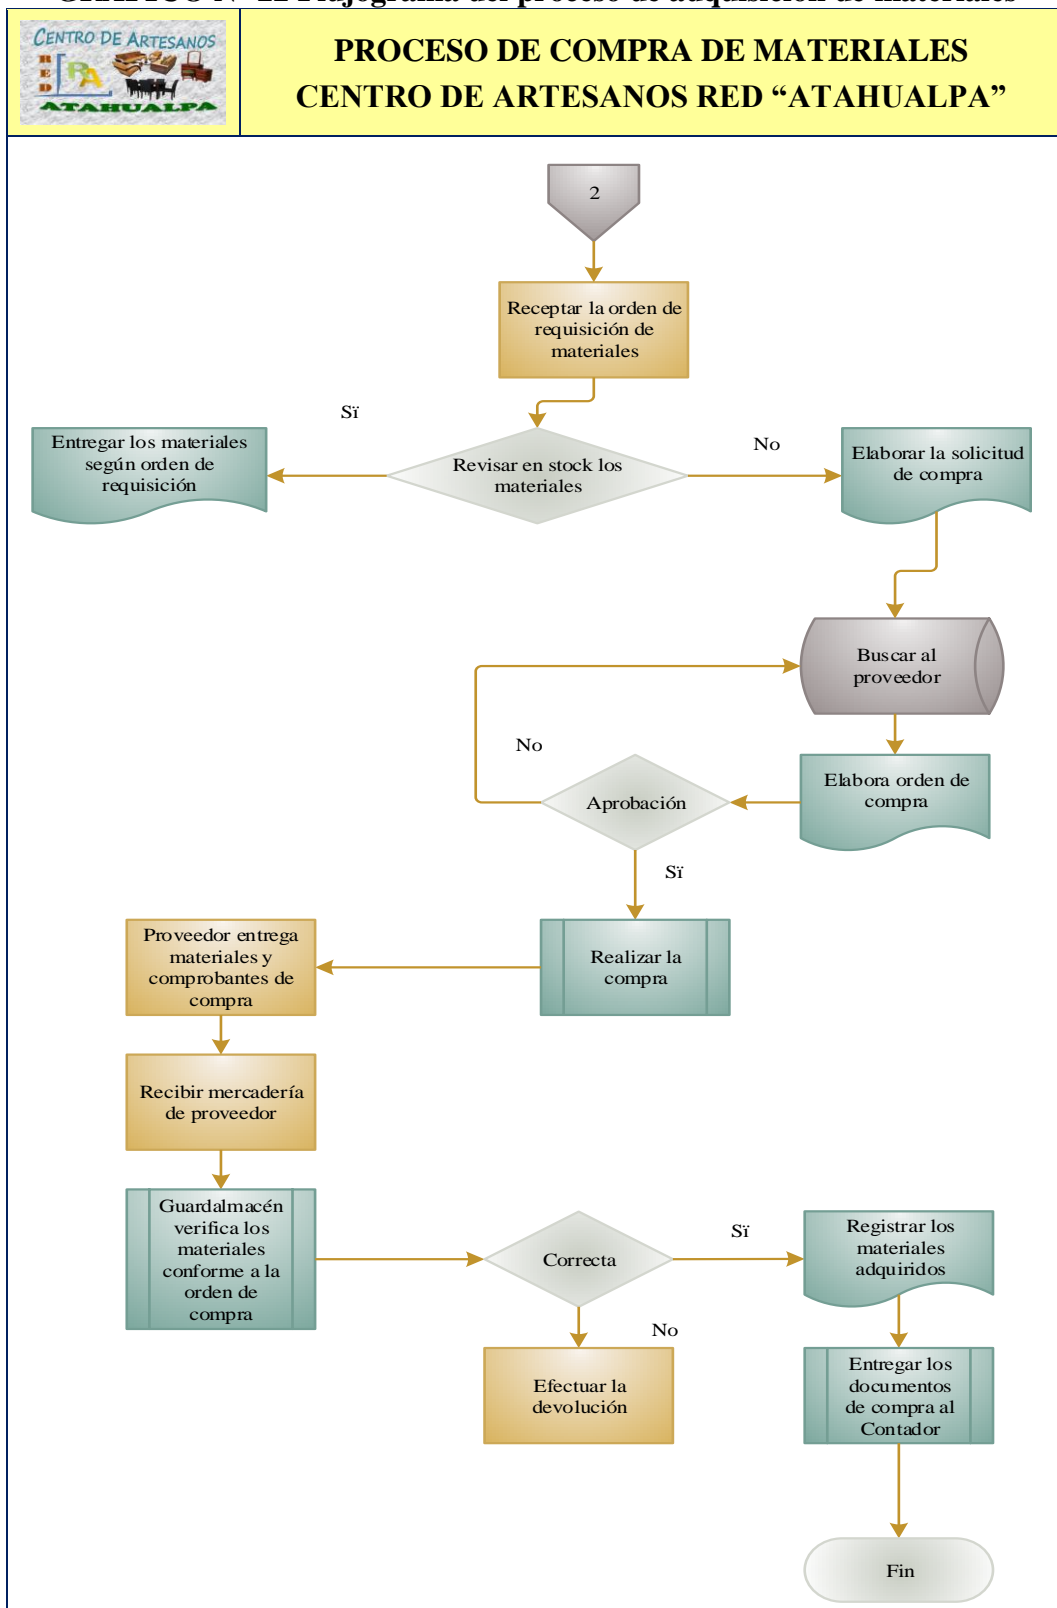 CENTRO DE ARTESANOS
RED
RA
ATAHUALPA
PROCESO DE COMPRA DE MATERIALES
CENTRO DE ARTESANOS RED “ATAHUALPA”
2
Receptar la orden de
requisición de
materiales
Sï
Entregar los materiales
según orden de
requisición
Revisar en stock los
materiales
No
Elaborar la solicitud
de compra
Buscar al
proveedor
No
Aprobación
Elabora orden de
compra
Sï
Proveedor entrega
materiales y
comprobantes de
compra
Realizar la
compra
Recibir mercadería
de proveedor
Guardalmacén
verifica los
materiales
conforme a la
orden de
compra
Correcta
Sï
Registrar los
materiales
adquiridos
No
Efectuar la
devolución
Entregar los
documentos
de compra al
Contador
Fin